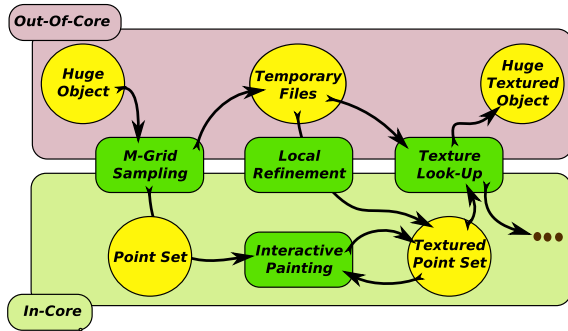 Out-Of-Core
Huge
Object
Temporary
Files
Huge
Textured
Object
M-Grid
Sampling
Local
Refinement
Texture
Look-Up
Point Set
Interactive
Painting
Textured
Point Set
In-Core